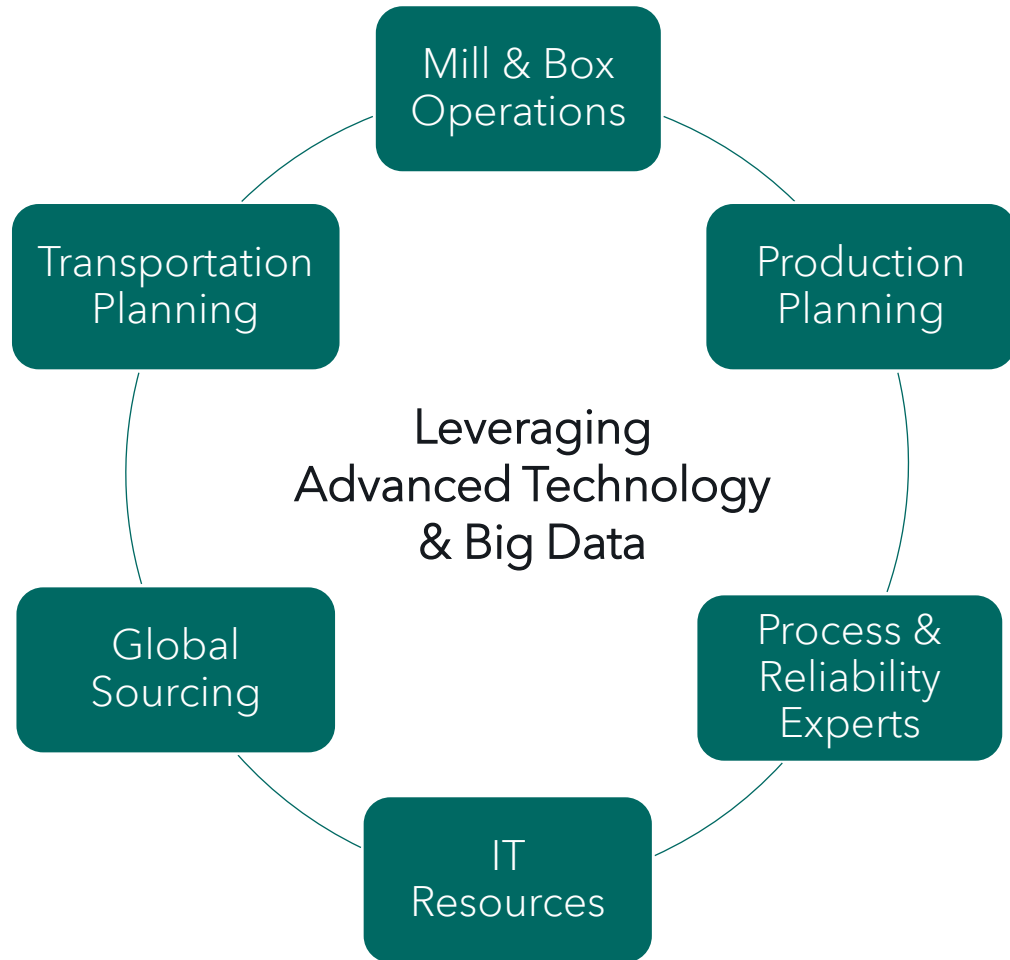 Mill & Box
Operations
Transportation
Planning
Production
Planning
Leveraging
Advanced Technology
& Big Data
Global
Sourcing
Process &
Reliability
Experts
IT
Resources